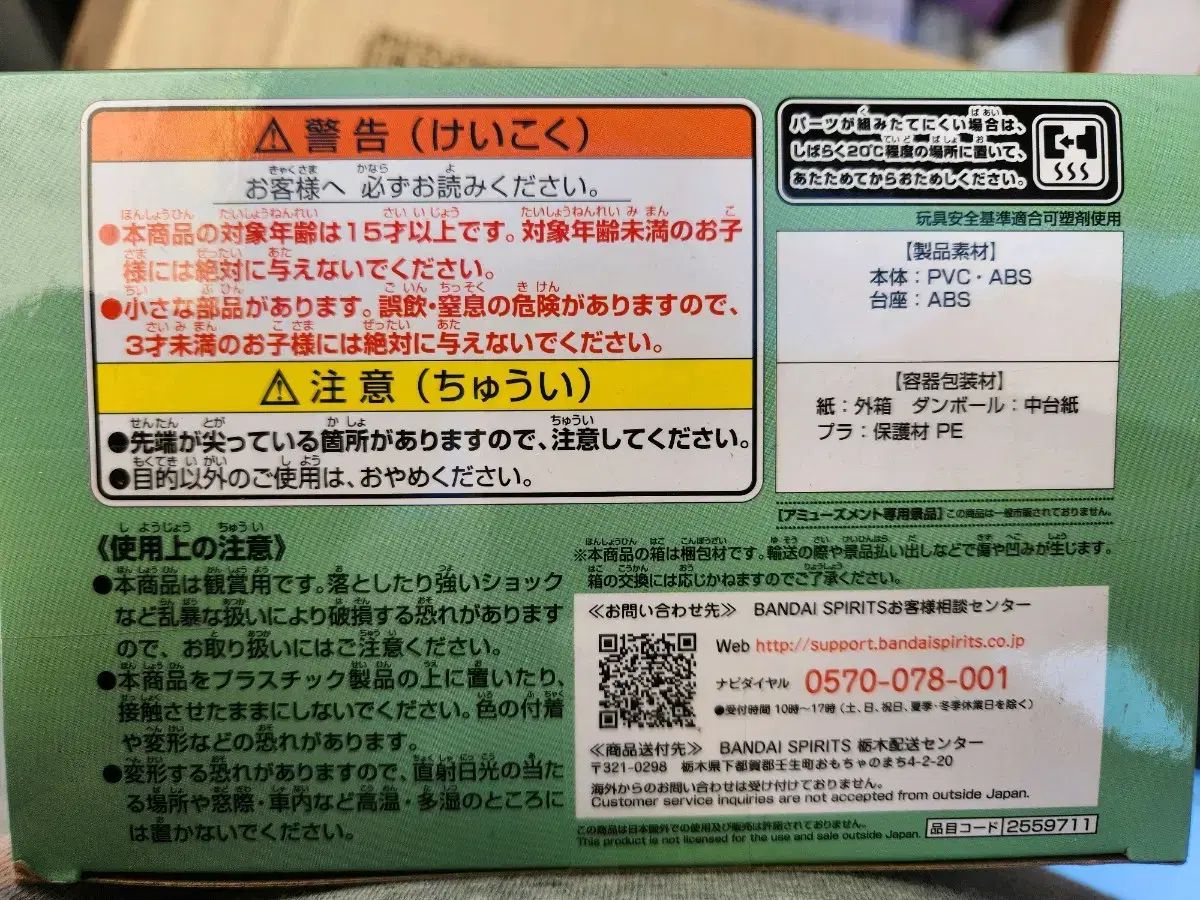 ⚠警告（けいこく）
お客様へ 必ずお読みください。
●本商品の対象年齢は15才以上です。対象年齢未満のお子
様には絶対に与えないでください。
●小さな部品があります。誤飲・窒息の危険がありますので、
3才未満のお子様には絶対に与えないでください。
⚠注意（ちゅうい）
●先端が尖っている箇所がありますので、注意してください。
●目的以外のご使用は、おやめください。
《使用上の注意》
●本商品は観賞用です。落としたり強いショック
など乱暴な扱いにより破損する恐れがあります
ので、お取り扱いにはご注意ください。
●本商品をプラスチック製品の上に置いたり、
接触させたままにしないでください。色の付着
や変形などの恐れがあります。
●変形する恐れがありますので、直射日光の当た
る場所や窓際・車内など高温・多湿のところに
は置かないでください。
パーツが組みたてにくい場合は、
しばらく20℃程度の場所に置いて、
あたためてからおためしください。
玩具安全基準適合可塑剤使用
【製品素材】
本体：PVC・ABS
台座：ABS
【容器包装材】
紙：外箱 ダンボール：中台紙
プラ：保護材 PE
【アミューズメント専用景品】この商品は一般市販されておりません。
※本商品の箱は梱包材です。輸送の際や景品払い出しなどで傷や凹みが生じます。
箱の交換には応じかねますのでご了承ください。
≪お問い合わせ先≫ BANDAI SPIRITSお客様相談センター
Web http://support.bandaispirits.co.jp
ナビダイヤル 0570-078-001
●受付時間 10時〜17時（土、日、祝日、夏季・冬季休業日を除く）
≪商品送付先≫ BANDAI SPIRITS 栃木配送センター
〒321-0298 栃木県下都賀郡壬生町おもちゃのまち4-2-20
海外からのお問い合わせは受け付けておりません。
Customer service inquiries are not accepted from outside Japan.
この商品は日本国外での使用及び販売は許諾されておりません。
This product is not licensed for the use and sale outside Japan.
品目コード 2559711